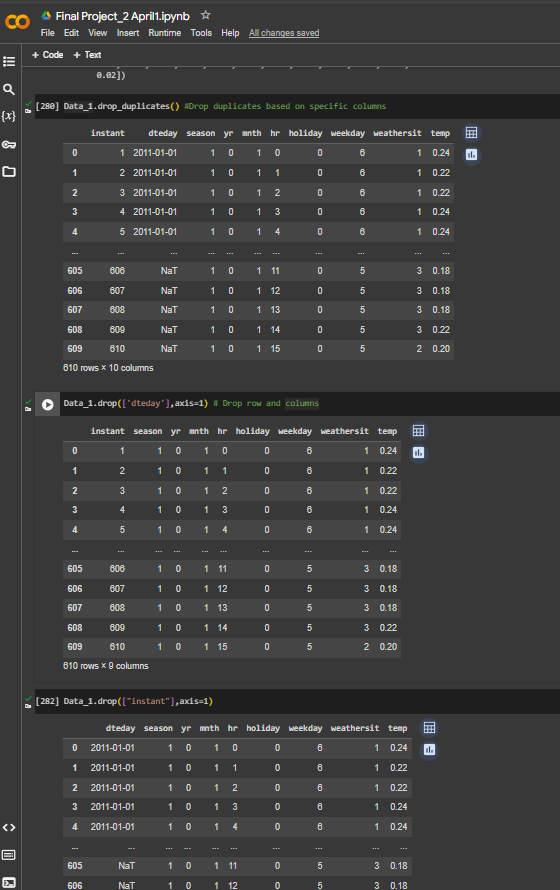 Final Project_2 April1.ipynb
File Edit View Insert Runtime Tools Help All changes saved
+ Code + Text
0.02])
[280] Data_1.drop_duplicates() #Drop duplicates based on specific columns
instant dteday season yr mnth hr holiday weekday weathersit temp
0 1 2011-01-01 1 0 1 0 0 6 1 0.24
1 2 2011-01-01 1 0 1 1 0 6 1 0.22
2 3 2011-01-01 1 0 1 2 0 6 1 0.22
3 4 2011-01-01 1 0 1 3 0 6 1 0.24
4 5 2011-01-01 1 0 1 4 0 6 1 0.24
... ... ... ... ... ... ... ... ... ... ...
605 606 NaT 1 0 1 11 0 5 3 0.18
606 607 NaT 1 0 1 12 0 5 3 0.18
607 608 NaT 1 0 1 13 0 5 3 0.18
608 609 NaT 1 0 1 14 0 5 3 0.22
609 610 NaT 1 0 1 15 0 5 2 0.20
610 rows × 10 columns
Data_1.drop(['dteday'],axis=1) # Drop row and columns
instant season yr mnth hr holiday weekday weathersit temp
0 1 1 0 1 0 0 6 1 0.24
1 2 1 0 1 1 0 6 1 0.22
2 3 1 0 1 2 0 6 1 0.22
3 4 1 0 1 3 0 6 1 0.24
4 5 1 0 1 4 0 6 1 0.24
... ... ... ... ... ... ... ... ... ...
605 606 1 0 1 11 0 5 3 0.18
606 607 1 0 1 12 0 5 3 0.18
607 608 1 0 1 13 0 5 3 0.18
608 609 1 0 1 14 0 5 3 0.22
609 610 1 0 1 15 0 5 2 0.20
610 rows × 9 columns
[282] Data_1.drop(["instant"],axis=1)
dteday season yr mnth hr holiday weekday weathersit temp
0 2011-01-01 1 0 1 0 0 6 1 0.24
1 2011-01-01 1 0 1 1 0 6 1 0.22
2 2011-01-01 1 0 1 2 0 6 1 0.22
3 2011-01-01 1 0 1 3 0 6 1 0.24
4 2011-01-01 1 0 1 4 0 6 1 0.24
... ... ... ... ... ... ... ... ... ...
605 NaT 1 0 1 11 0 5 3 0.18
606 NaT 1 0 1 12 0 5 3 0.18